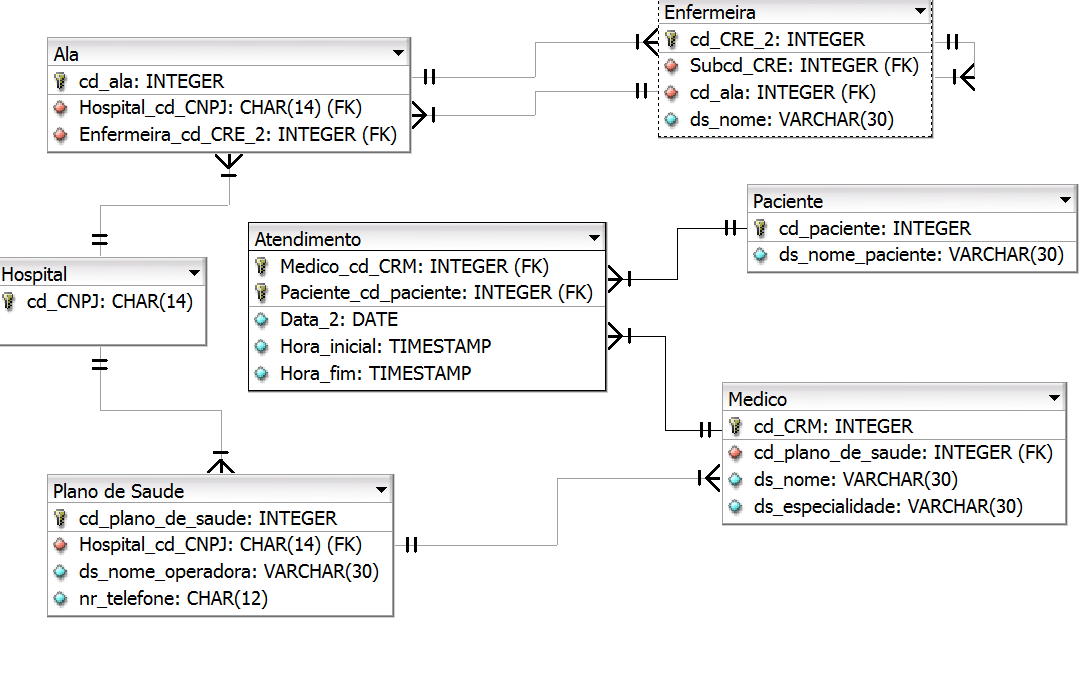 Ala
cd_ala: INTEGER
Hospital_cd_CNPJ: CHAR(14) (FK)
Enfermeira_cd_CRE_2: INTEGER (FK)
Enfermeira
cd_CRE_2: INTEGER
Subcd_CRE: INTEGER (FK)
cd_ala: INTEGER (FK)
ds_nome: VARCHAR(30)
Hospital
cd_CNPJ: CHAR(14)
Atendimento
Medico_cd_CRM: INTEGER (FK)
Paciente_cd_paciente: INTEGER (FK)
Data_2: DATE
Hora_inicial: TIMESTAMP
Hora_fim: TIMESTAMP
Paciente
cd_paciente: INTEGER
ds_nome_paciente: VARCHAR(30)
Medico
cd_CRM: INTEGER
cd_plano_de_saude: INTEGER (FK)
ds_nome: VARCHAR(30)
ds_especialidade: VARCHAR(30)
Plano de Saude
cd_plano_de_saude: INTEGER
Hospital_cd_CNPJ: CHAR(14) (FK)
ds_nome_operadora: VARCHAR(30)
nr_telefone: CHAR(12)